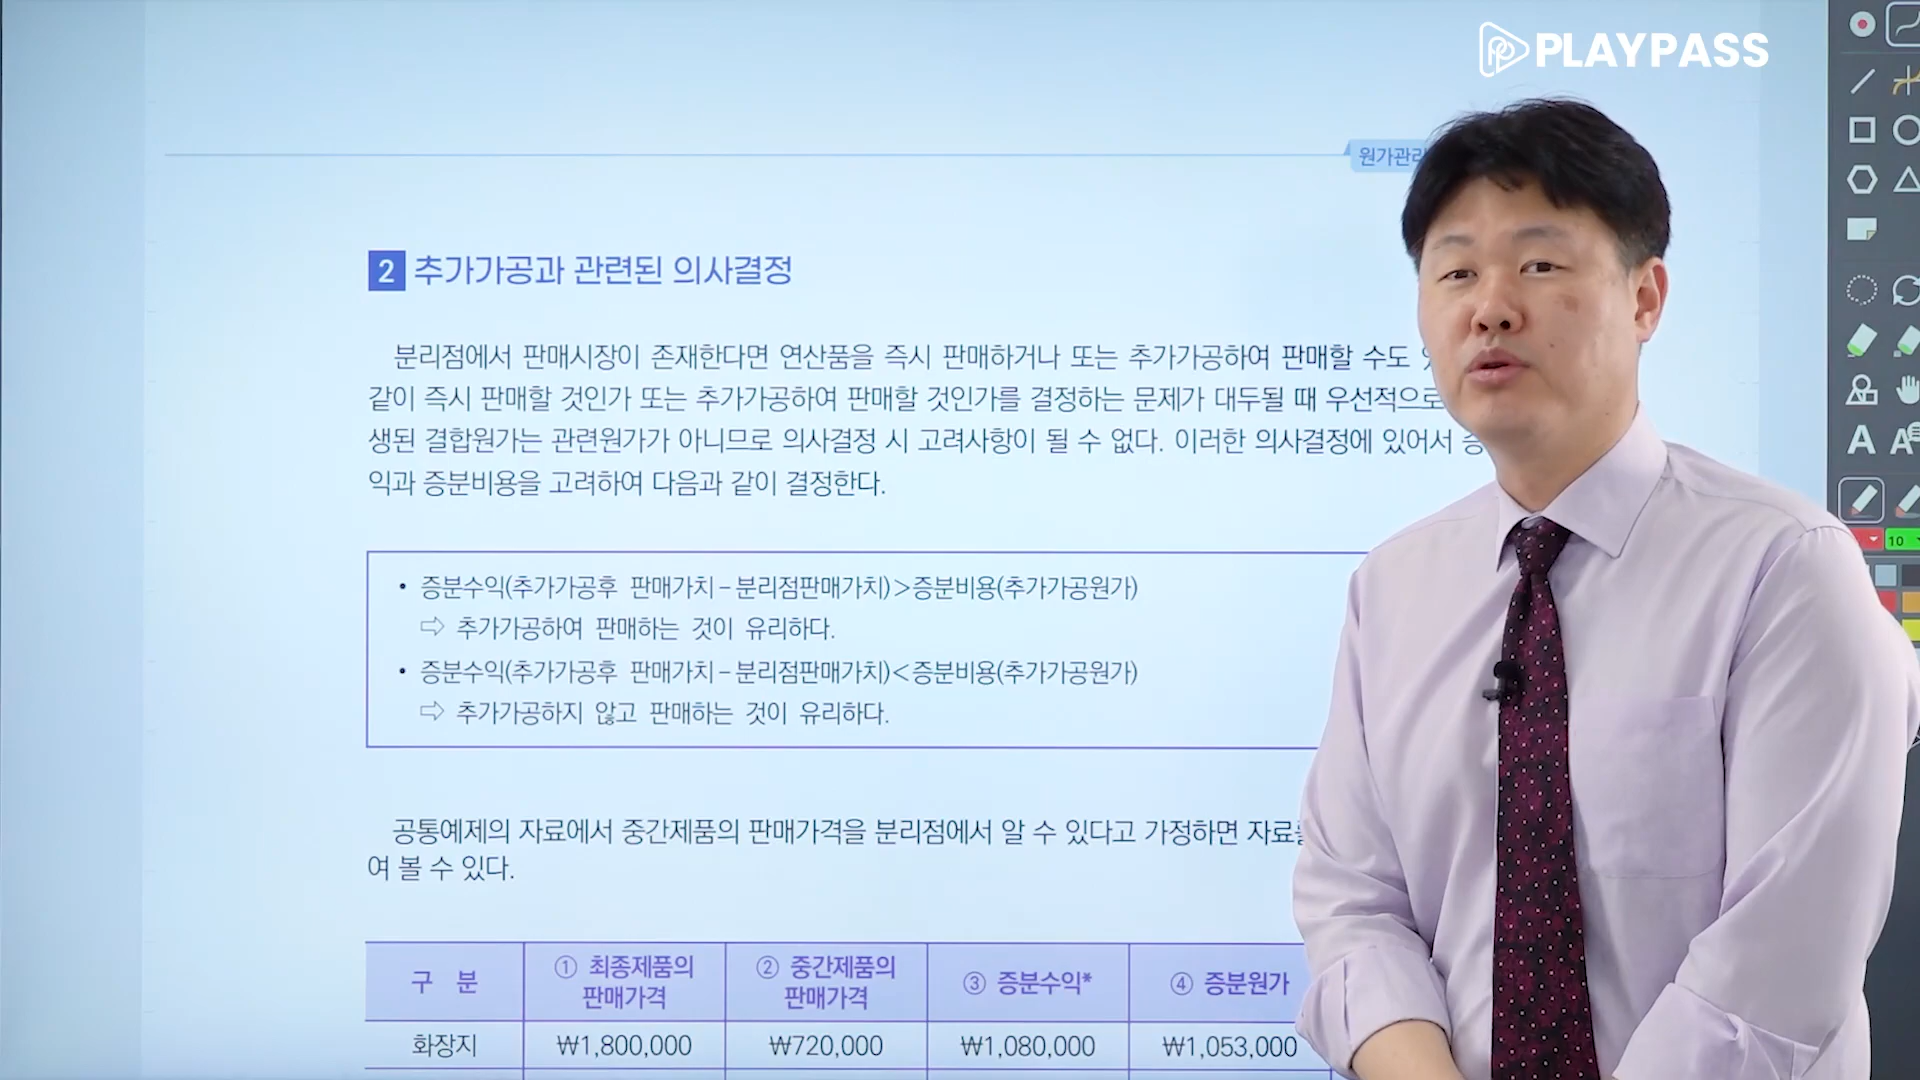 PLAYPASS
원가관리
2 추가가공과 관련된 의사결정
분리점에서 판매시장이 존재한다면 연산품을 즉시 판매하거나 또는 추가가공하여 판매할 수도
같이 즉시 판매할 것인가 또는 추가가공하여 판매할 것인가를 결정하는 문제가 대두될 때 우선적으로
생된 결합원가는 관련원가가 아니므로 의사결정 시 고려사항이 될 수 없다. 이러한 의사결정에 있어서 증
익과 증분비용을 고려하여 다음과 같이 결정한다.
• 증분수익(추가가공후 판매가치-분리점판매가치)>증분비용(추가가공원가)
⇨ 추가가공하여 판매하는 것이 유리하다.
• 증분수익(추가가공후 판매가치-분리점판매가치)<증분비용(추가가공원가)
⇨ 추가가공하지 않고 판매하는 것이 유리하다.
공통예제의 자료에서 중간제품의 판매가격을 분리점에서 알 수 있다고 가정하면
여 볼 수 있다.
구 분 ① 최종제품의 판매가격 ② 중간제품의 판매가격 ③ 증분수익* ④ 증분원가
화장지 ₩1,800,000 ₩720,000 ₩1,080,000 ₩1,053,000
A
A
10